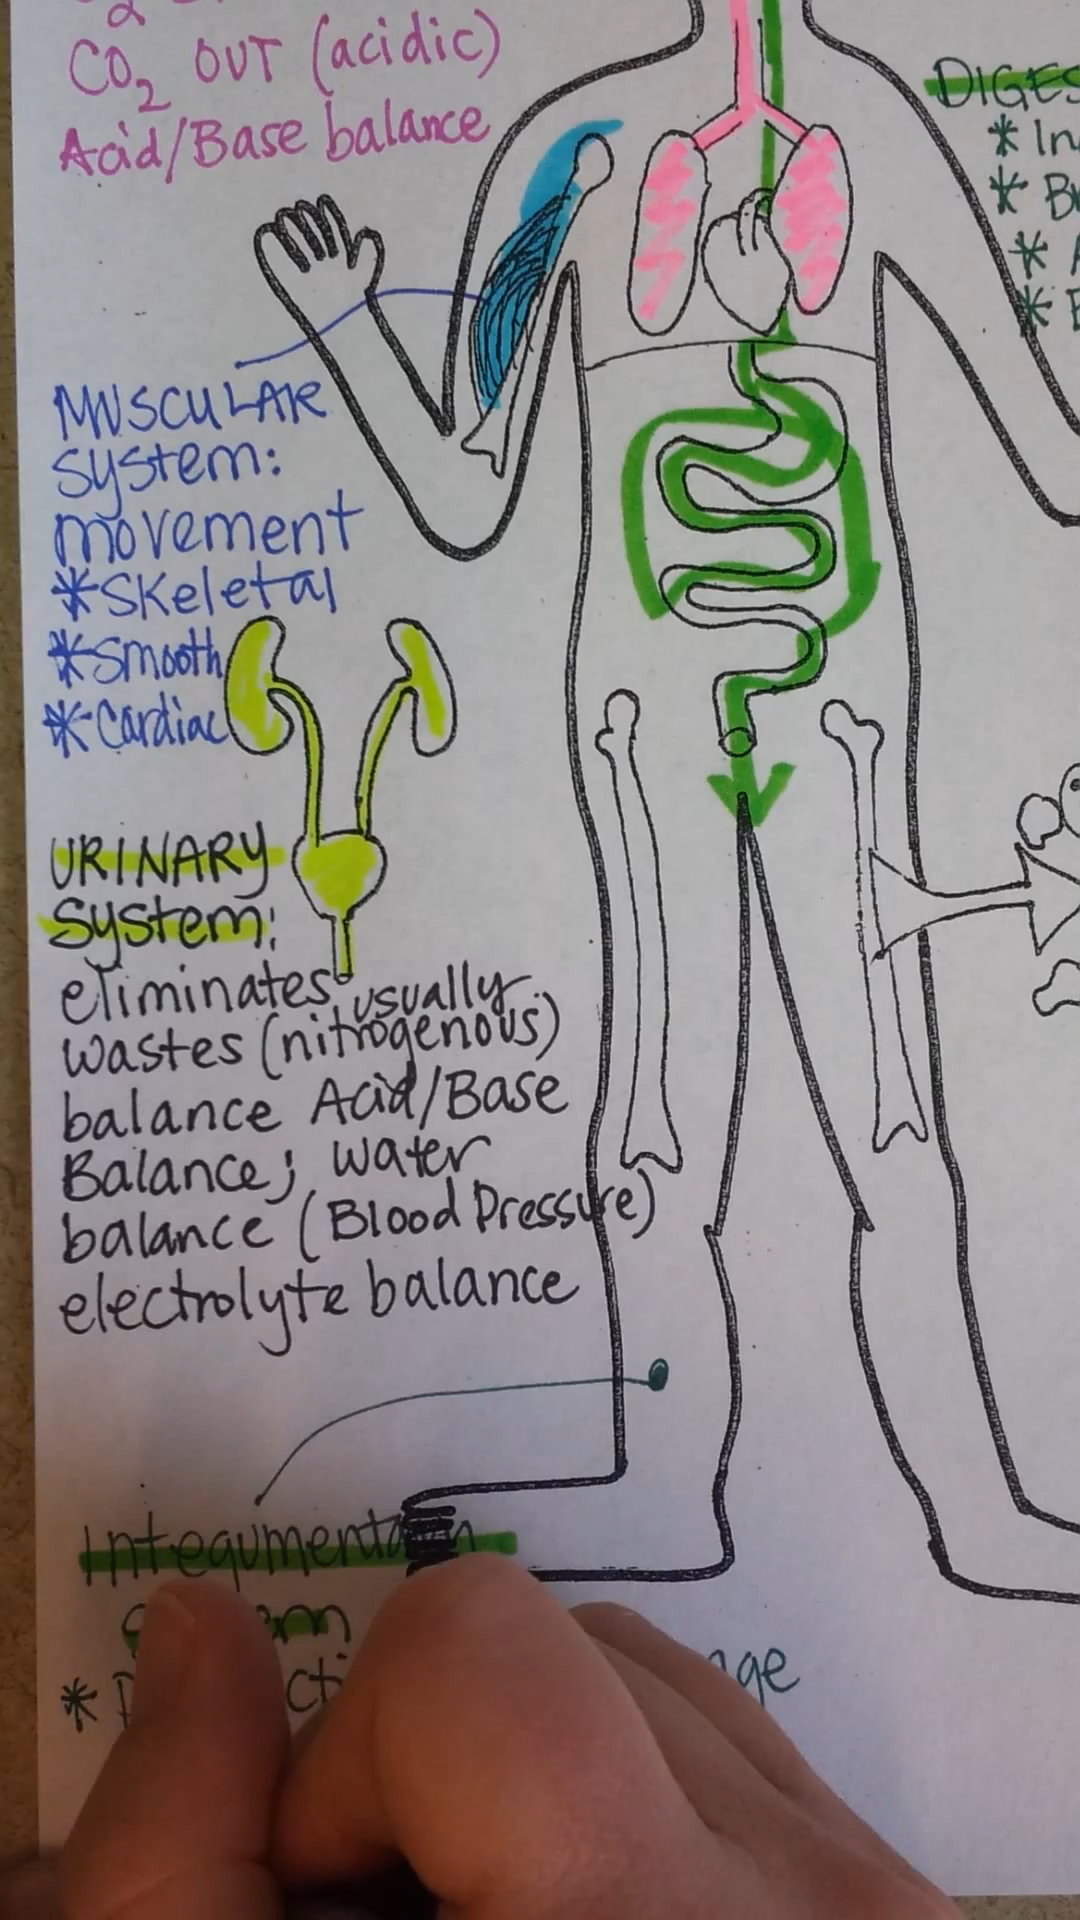 CO2 OUT (acidic)
Acid/Base balance
MUSCULAR
System:
movement
*Skeletal
*Smooth
*Cardiac
URINARY
System:
eliminates usually
wastes (nitrogenous)
balance Acid/Base
Balance; water
balance (Blood Pressure)
electrolyte balance
DIGES
* In
*
*
*
*